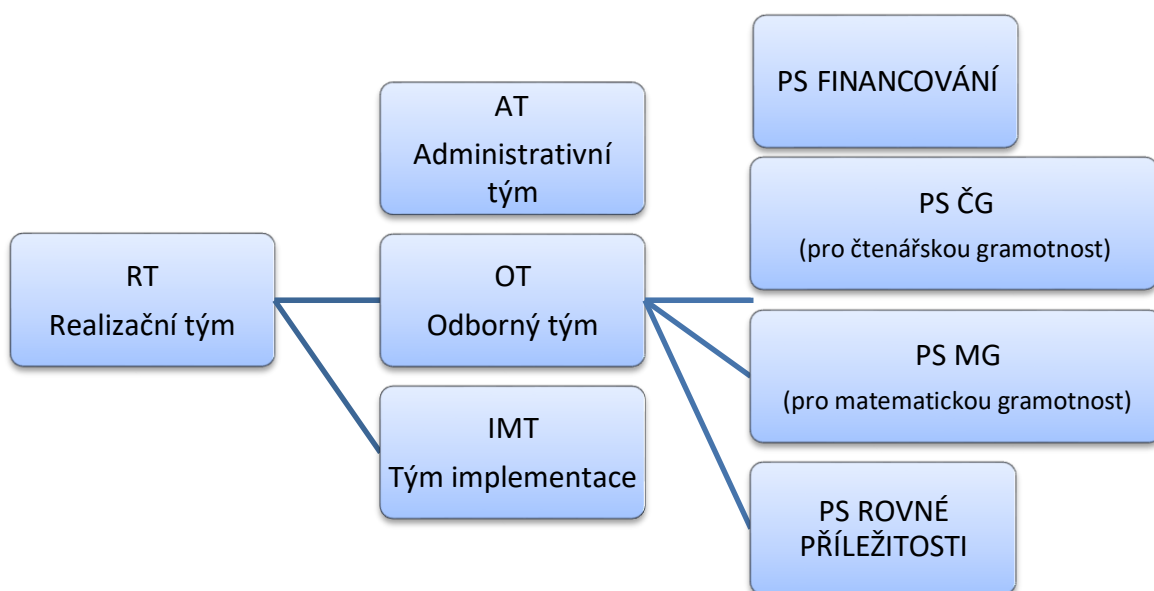 RT
Realizační tým
AT
Administrativní
tým
OT
Odborný tým
IMT
Tým implementace
PS FINANCOVÁNÍ
PS ČG
(pro čtenářskou gramotnost)
PS MG
(pro matematickou gramotnost)
PS ROVNÉ
PŘÍLEŽITOSTI